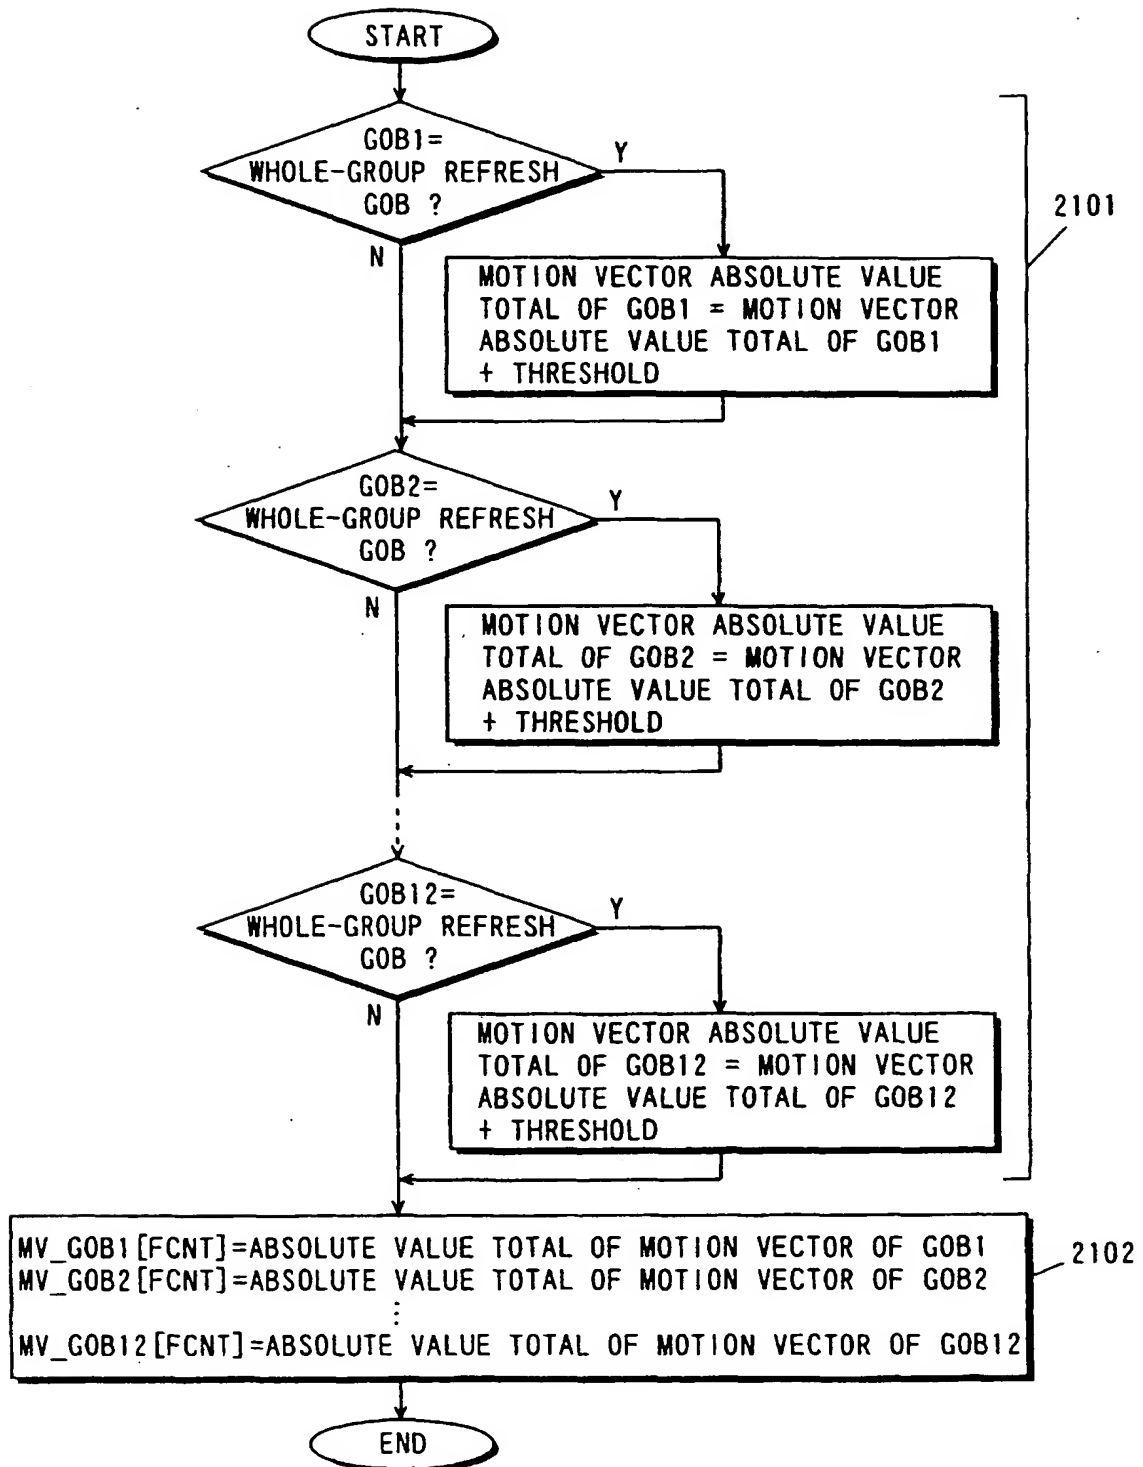 START
GOB1=
WHOLE-GROUP REFRESH
GOB ?
Y
N
2101
MOTION VECTOR ABSOLUTE VALUE
TOTAL OF GOB1 = MOTION VECTOR
ABSOLUTE VALUE TOTAL OF GOB1
+ THRESHOLD
GOB2=
WHOLE-GROUP REFRESH
GOB ?
Y
N
MOTION VECTOR ABSOLUTE VALUE
TOTAL OF GOB2 = MOTION VECTOR
ABSOLUTE VALUE TOTAL OF GOB2
+ THRESHOLD
GOB12=
WHOLE-GROUP REFRESH
GOB ?
Y
N
MOTION VECTOR ABSOLUTE VALUE
TOTAL OF GOB12 = MOTION VECTOR
ABSOLUTE VALUE TOTAL OF GOB12
+ THRESHOLD
MV_GOB1[FCNT]=ABSOLUTE VALUE TOTAL OF MOTION VECTOR OF GOB1
MV_GOB2[FCNT]=ABSOLUTE VALUE TOTAL OF MOTION VECTOR OF GOB2
⋮
MV_GOB12[FCNT]=ABSOLUTE VALUE TOTAL OF MOTION VECTOR OF GOB12
2102
END